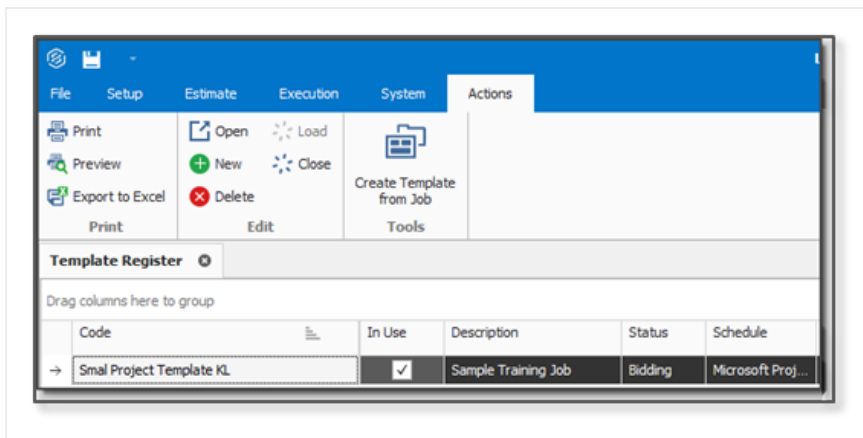 File Setup Estimate Execution System Actions
Print Open Load
Preview New Close
Export to Excel Delete
Create Template
from Job
Print Edit Tools
Template Register
Drag columns here to group
Code In Use Description Status Schedule
Smal Project Template KL Sample Training Job Bidding Microsoft Proj...